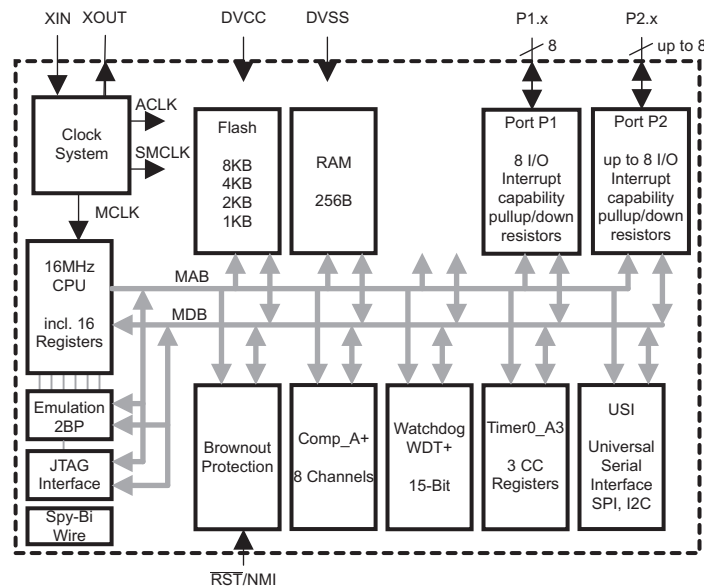 XIN XOUT DVCC DVSS P1.x P2.x
8 up to 8
ACLK
Clock
System
SMCLK
MCLK
Flash
8KB
4KB
2KB
1KB
RAM
256B
Port P1
8 I/O
Interrupt
capability
pullup/down
resistors
Port P2
up to 8 I/O
Interrupt
capability
pullup/down
resistors
16MHz
CPU
incl. 16
Registers
MAB
MDB
Emulation
2BP
JTAG
Interface
Spy-Bi
Wire
Brownout
Protection
Comp_A+
8 Channels
Watchdog
WDT+
15-Bit
Timer0_A3
3 CC
Registers
USI
Universal
Serial
Interface
SPI, I2C
RST/NMI